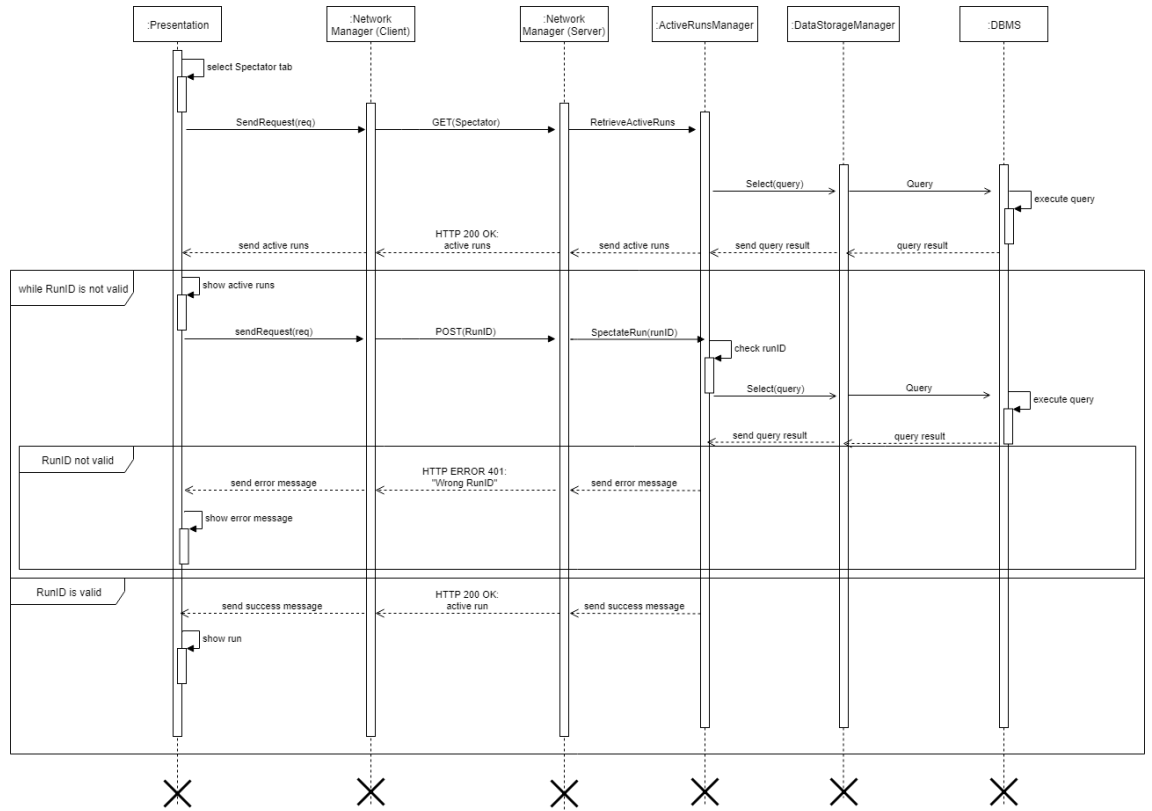 :Presentation
:Network
Manager (Client)
:Network
Manager (Server)
:ActiveRunsManager
:DataStorageManager
:DBMS
select Spectator tab
SendRequest(req)
GET(Spectator)
RetrieveActiveRuns
Select(query)
Query
execute query
send active runs
HTTP 200 OK:
active runs
send active runs
send query result
query result
while RunID is not valid
show active runs
sendRequest(req)
POST(RunID)
SpectateRun(runID)
check runID
Select(query)
Query
execute query
send query result
query result
RunID not valid
send error message
HTTP ERROR 401:
"Wrong RunID"
send error message
show error message
RunID is valid
send success message
HTTP 200 OK:
active run
send success message
show run